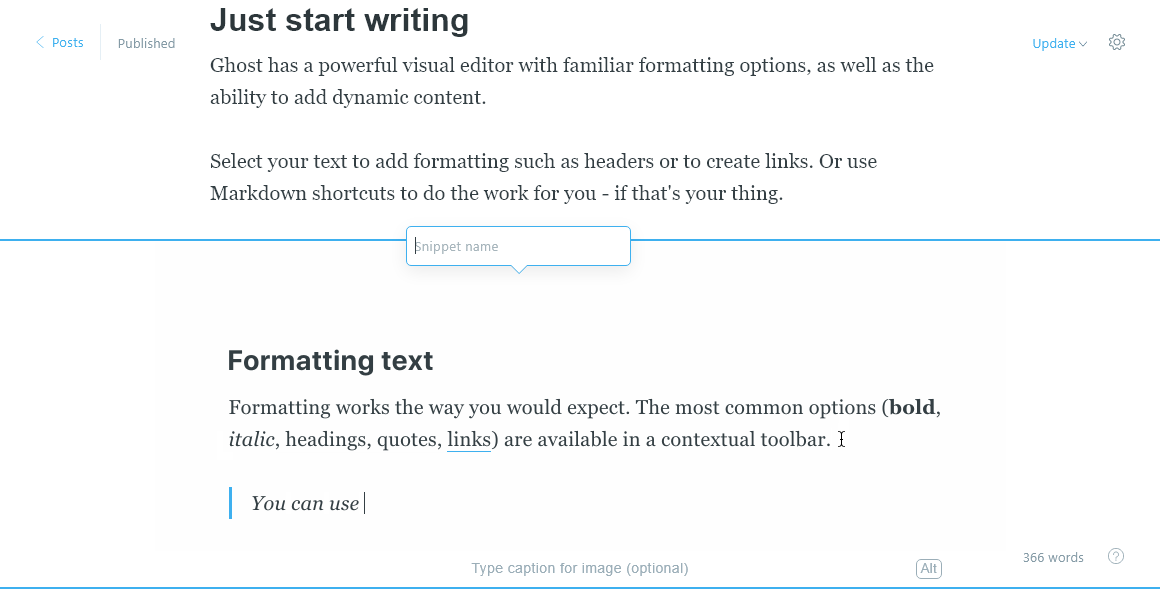 Just start writing
Posts
Published
Update
Ghost has a powerful visual editor with familiar formatting options, as well as the
ability to add dynamic content.
Select your text to add formatting such as headers or to create links. Or use
Markdown shortcuts to do the work for you - if that's your thing.
Snippet name
Formatting text
Formatting works the way you would expect. The most common options (bold,
italic, headings, quotes, links) are available in a contextual toolbar.
You can use
366 words
?
Type caption for image (optional)
Alt